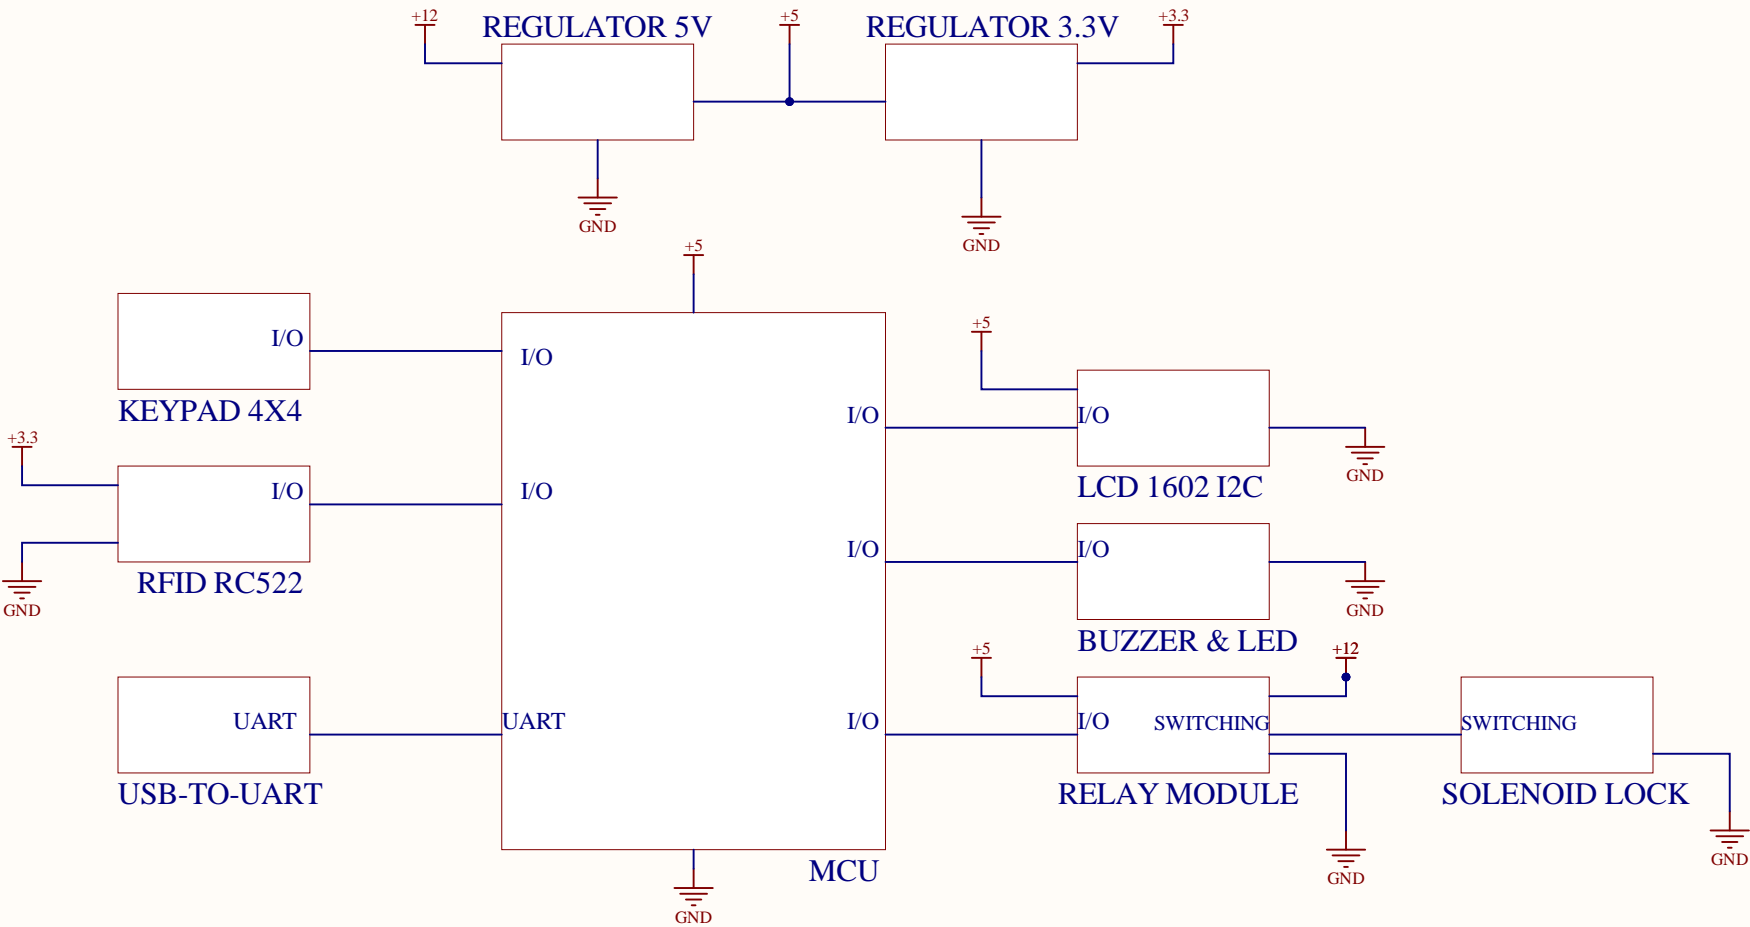 +12
REGULATOR 5V
+5
REGULATOR 3.3V
+3.3
GND
GND
+5
I/O
KEYPAD 4X4
+3.3
I/O
RFID RC522
GND
UART
USB-TO-UART
I/O
I/O
UART
I/O
I/O
I/O
MCU
GND
+5
I/O
LCD 1602 I2C
GND
I/O
BUZZER & LED
GND
+5
+12
I/O
SWITCHING
RELAY MODULE
GND
SWITCHING
SOLENOID LOCK
GND